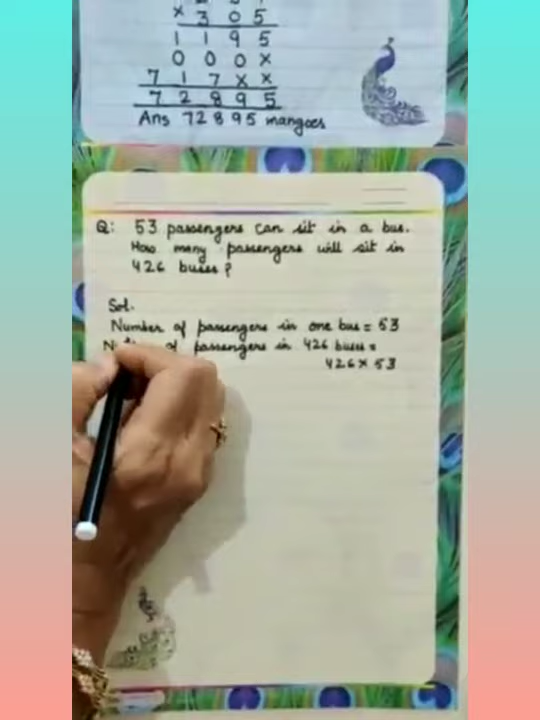 × 3 0 5
1 1 9 5
0 0 0 ×
7 1 7 × ×
7 2 8 9 5
Ans 72895 mangoes
Q: 53 passengers can sit in a bus.
How many passengers will sit in
426 buses?
Sol.
Number of passengers in one bus = 53
of passengers in 426 buses =
426 × 53